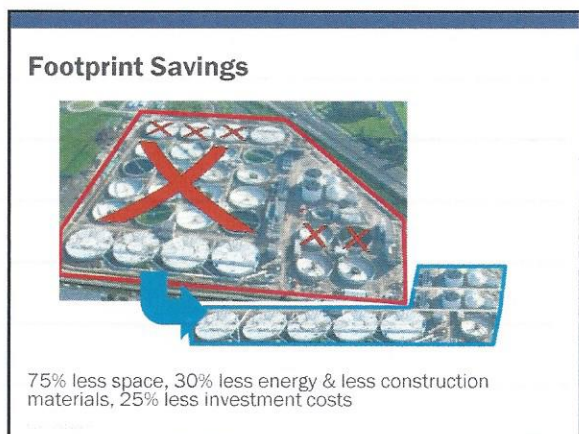 Footprint Savings
75% less space, 30% less energy & less construction
materials, 25% less investment costs